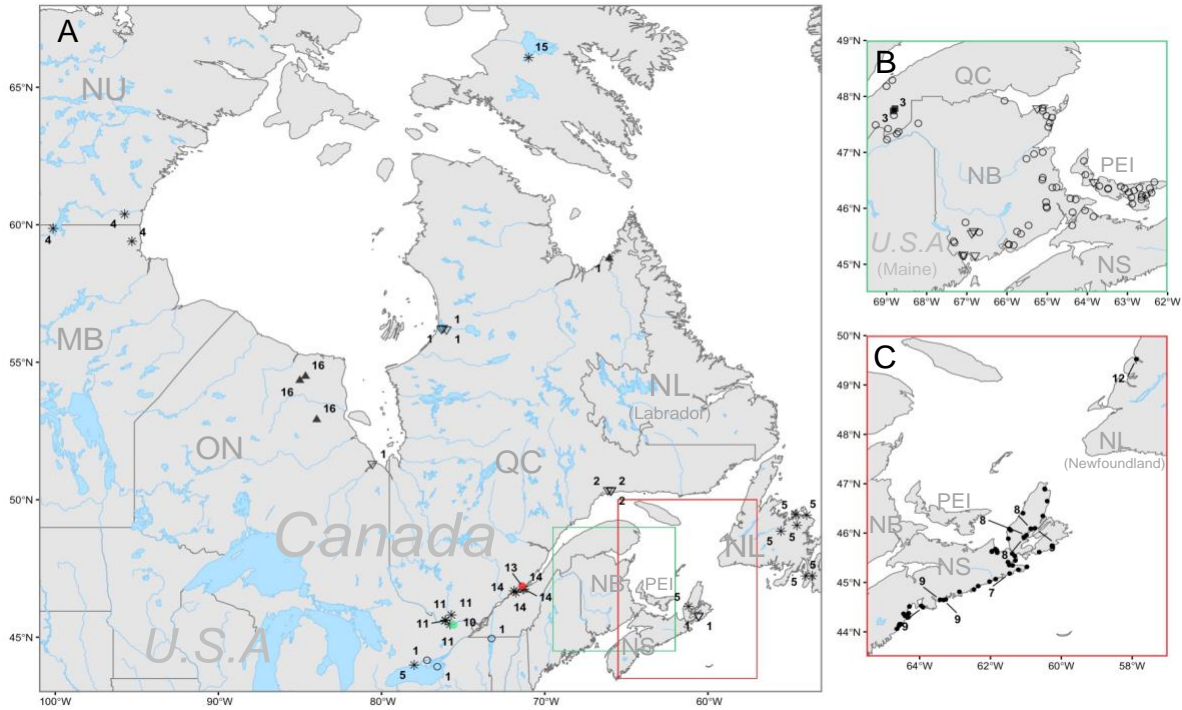 A
15
65°N
NU
60°N
4
4
4
1
1
1
1
MB
55°N
16
16
16
NL
(Labrador)
ON
1
QC
50°N
2
2
2
5
5
5
5
5
5
NL
Canada
13
14
14
14
NB
PEI
11
11
11
10
11
5
1
1
NS
45°N
U.S.A
1
1
5
1
100°W
90°W
80°W
70°W
60°W
B
49°N
48°N
47°N
46°N
45°N
QC
3
3
PEI
NB
U.S.A
(Maine)
NS
69°W
68°W
67°W
66°W
65°W
64°W
63°W
62°W
C
50°N
49°N
48°N
47°N
46°N
45°N
44°N
12
NL
(Newfoundland)
PEI
8
8
NB
8
9
NS
9
7
9
9
64°W
62°W
60°W
58°W